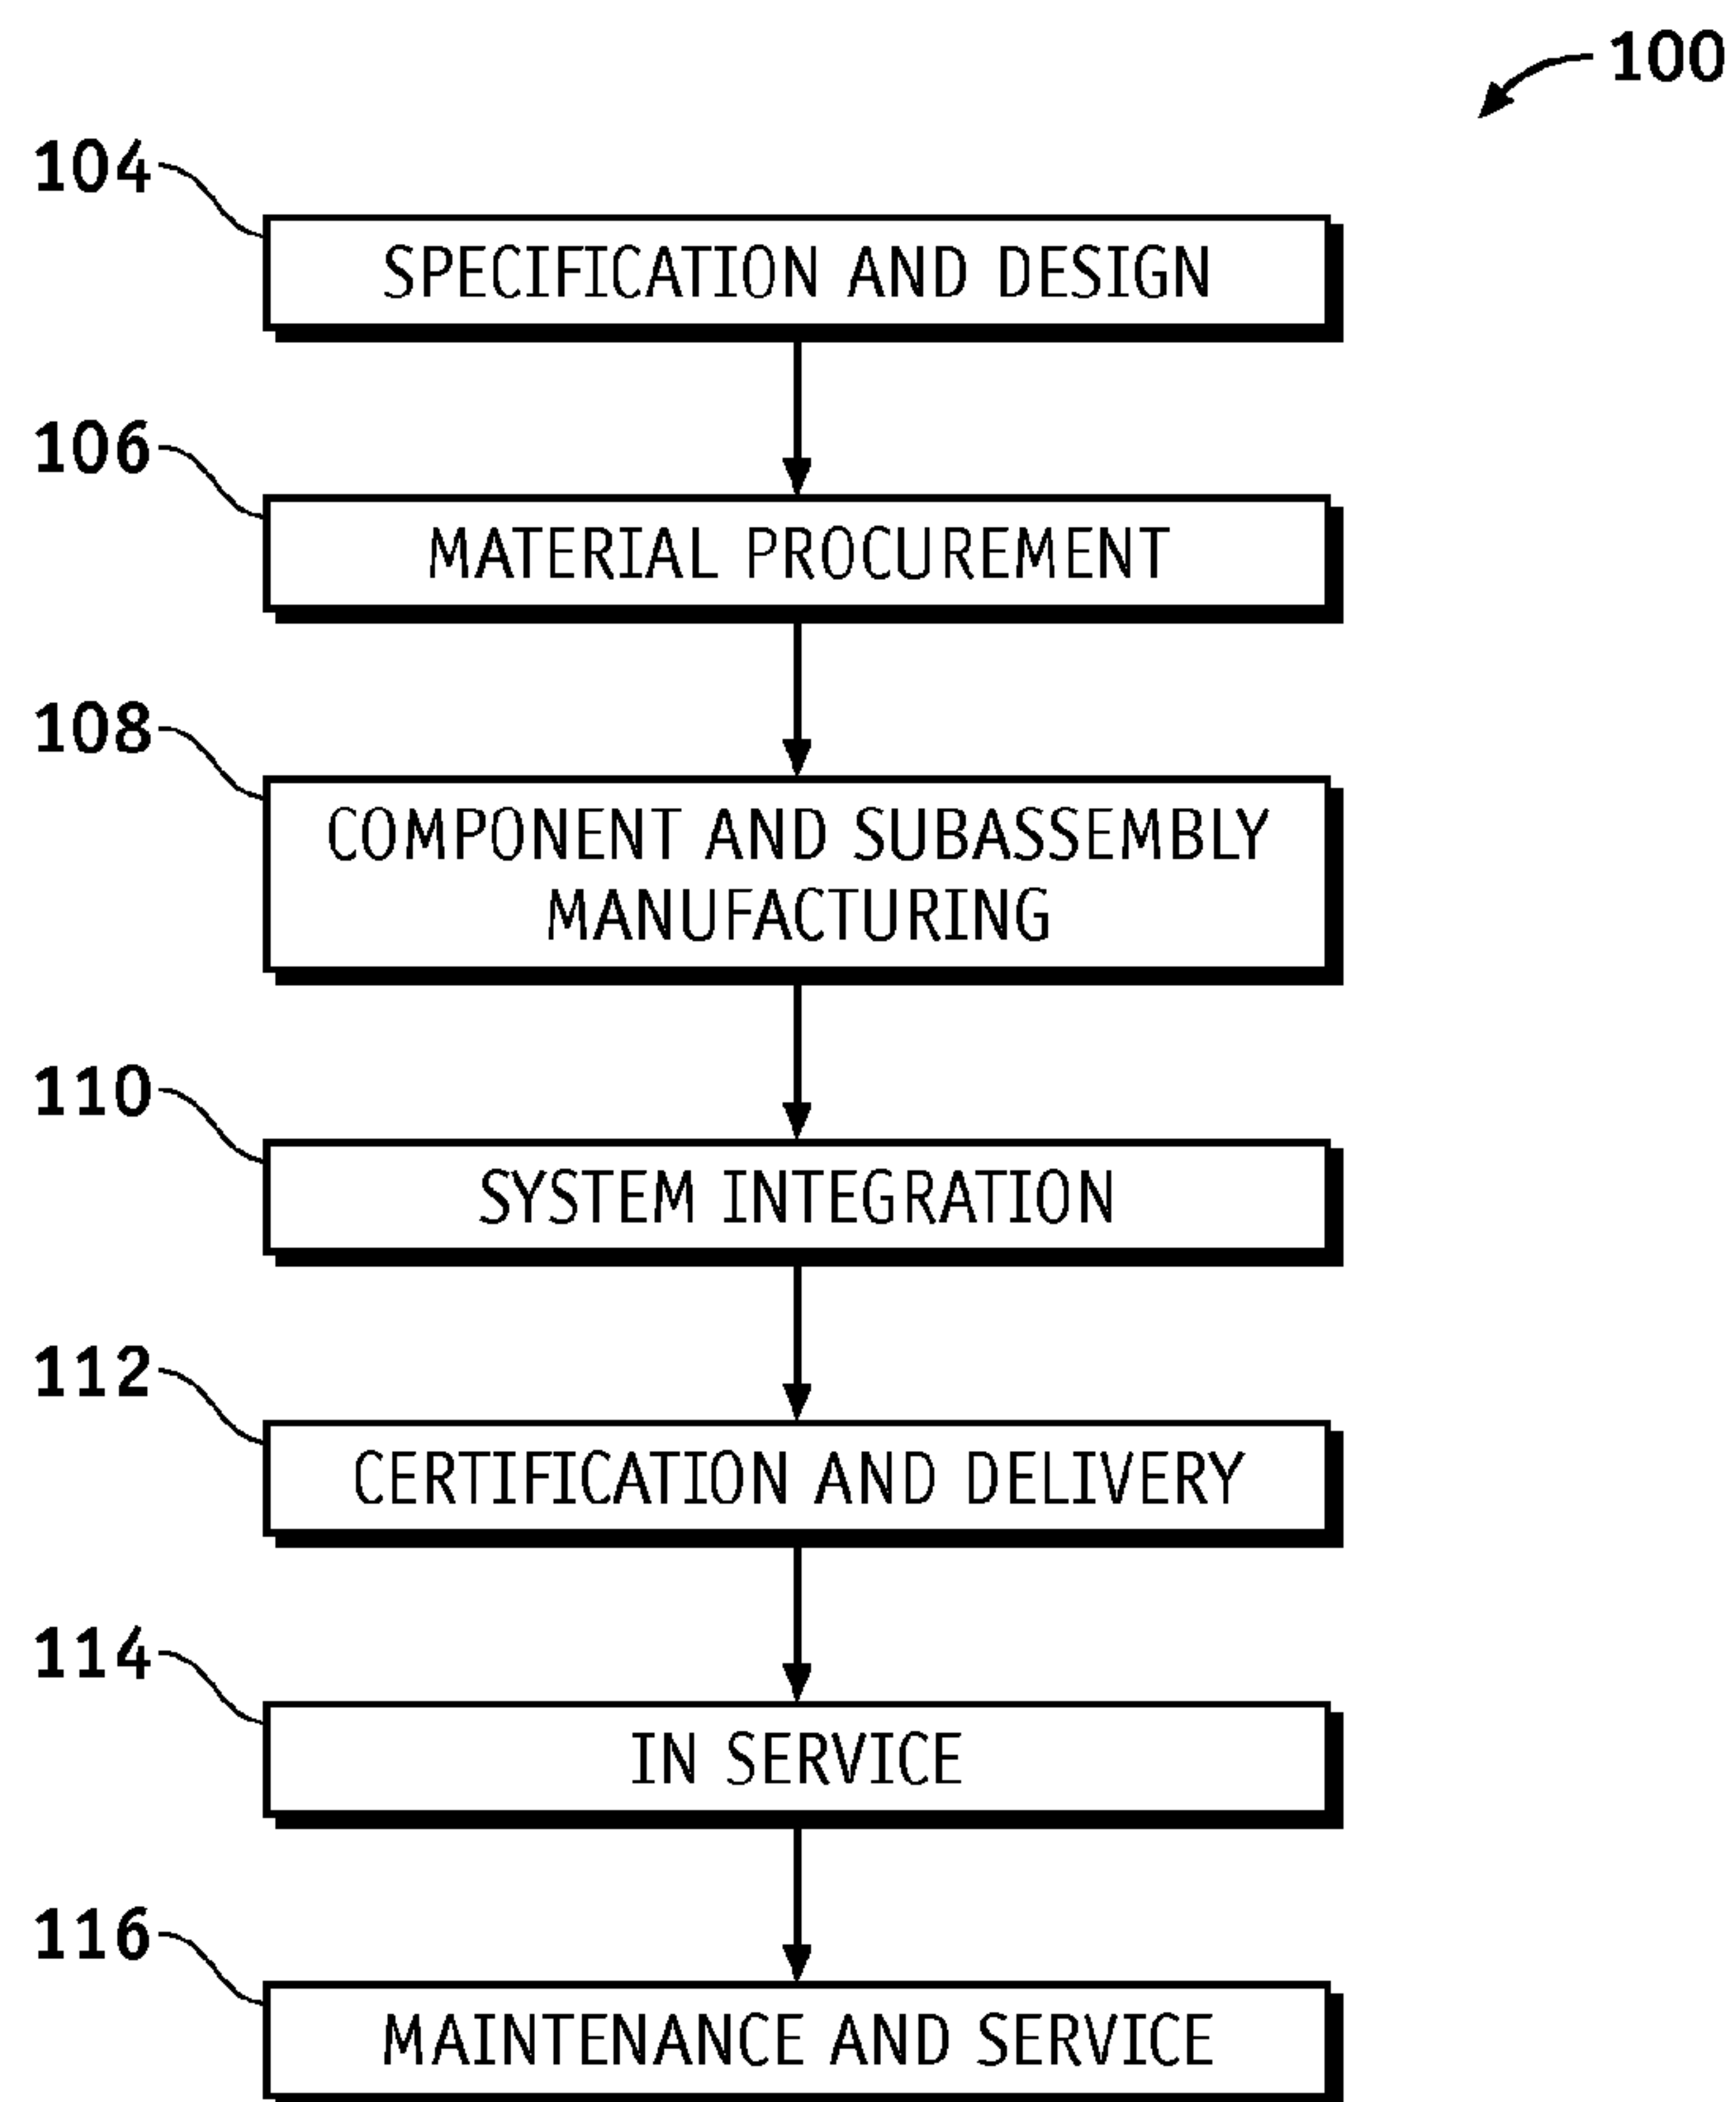 100
104
SPECIFICATION AND DESIGN
106
MATERIAL PROCUREMENT
108
COMPONENT AND SUBASSEMBLY
MANUFACTURING
110
SYSTEM INTEGRATION
112
CERTIFICATION AND DELIVERY
114
IN SERVICE
116
MAINTENANCE AND SERVICE